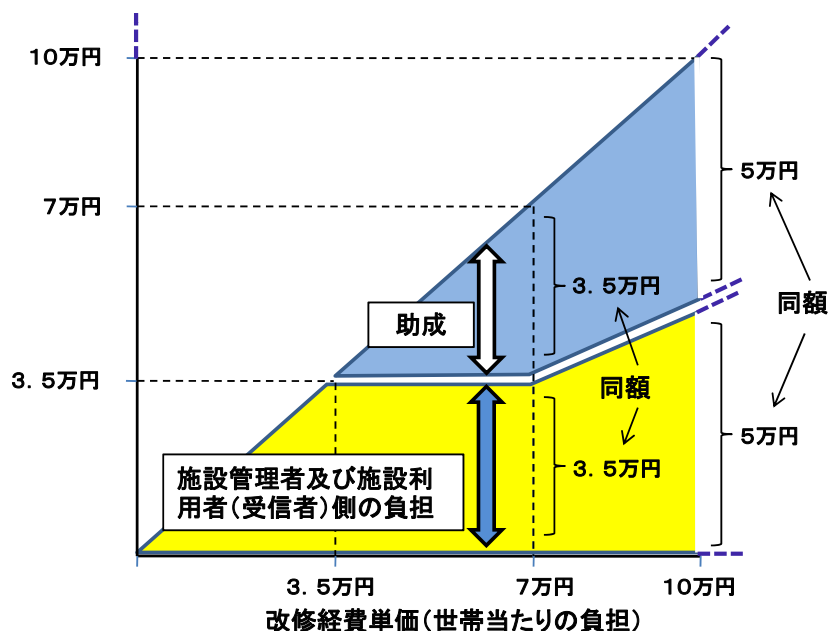 10万円
5万円
7万円
3．5万円
同額
助成
3．5万円
同額
5万円
3．5万円
施設管理者及び施設利
用者（受信者）側の負担
3．5万円
7万円
10万円
改修経費単価（世帯当たりの負担）